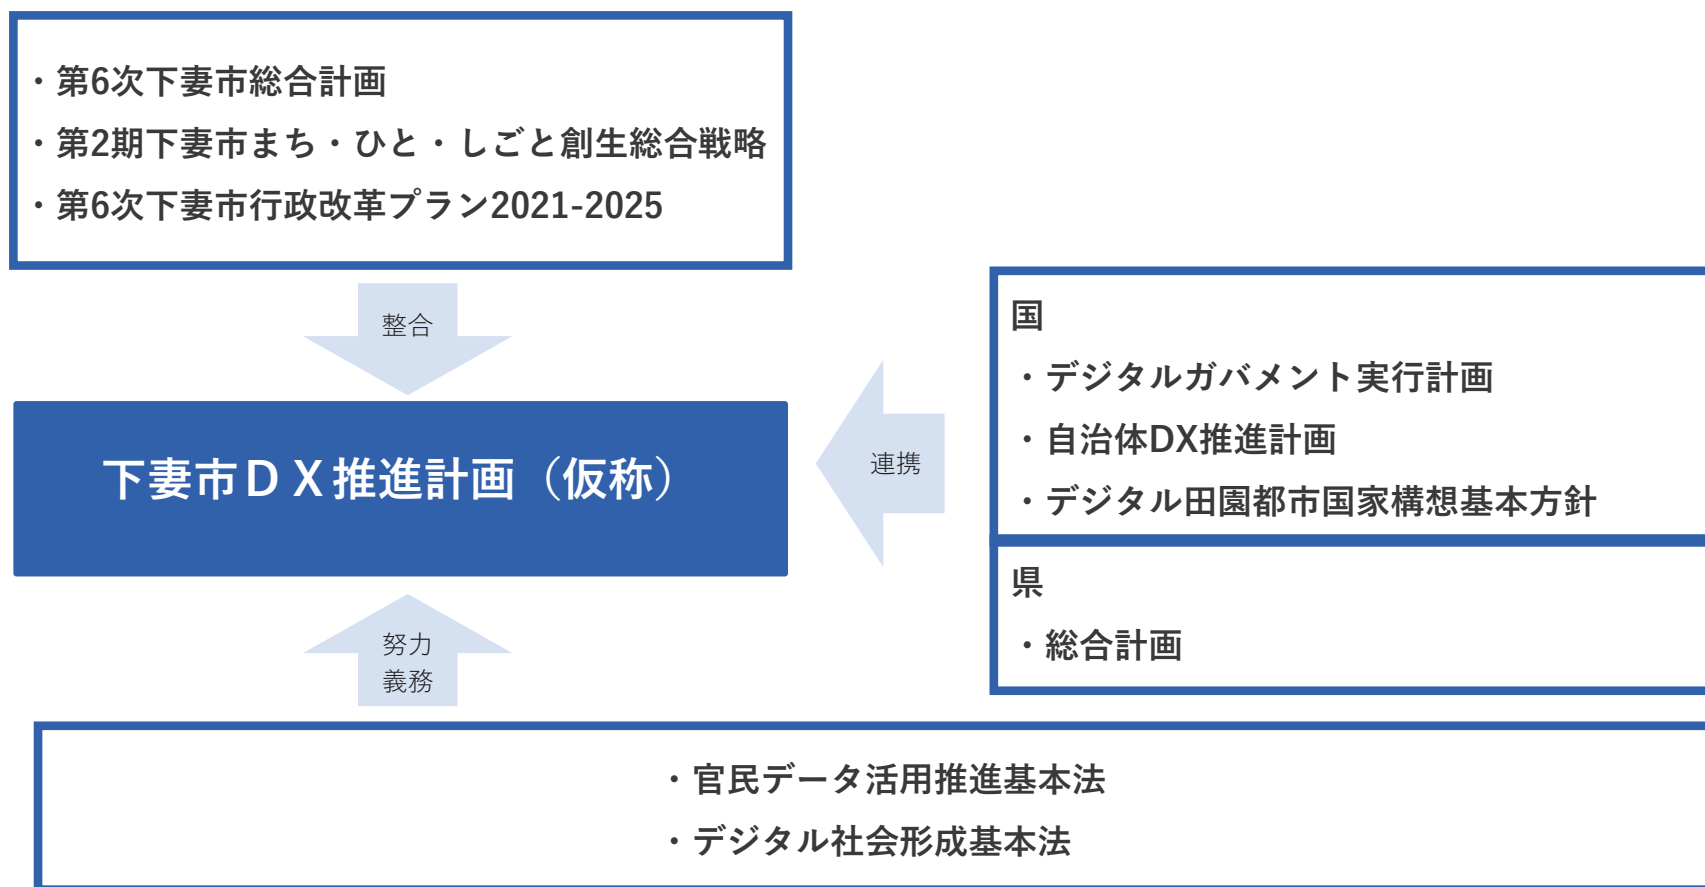 ・第6次下妻市総合計画
・第2期下妻市まち・ひと・しごと創生総合戦略
・第6次下妻市行政改革プラン2021-2025
整合
下妻市ＤＸ推進計画（仮称）
連携
国
・デジタルガバメント実行計画
・自治体DX推進計画
・デジタル田園都市国家構想基本方針
県
・総合計画
努力
義務
・官民データ活用推進基本法
・デジタル社会形成基本法